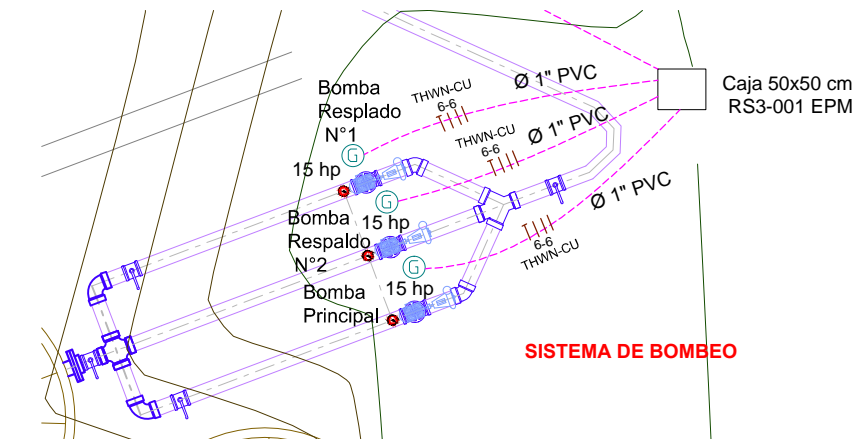 Bomba
Resplado
N°1
THWN-CU
6-6
Ø 1" PVC
Caja 50x50 cm
RS3-001 EPM
G
15 hp
THWN-CU
6-6
Ø 1" PVC
G
15 hp
Bomba
Respaldo
N°2
Ø 1" PVC
6-6
THWN-CU
G
15 hp
Bomba
Principal
SISTEMA DE BOMBEO